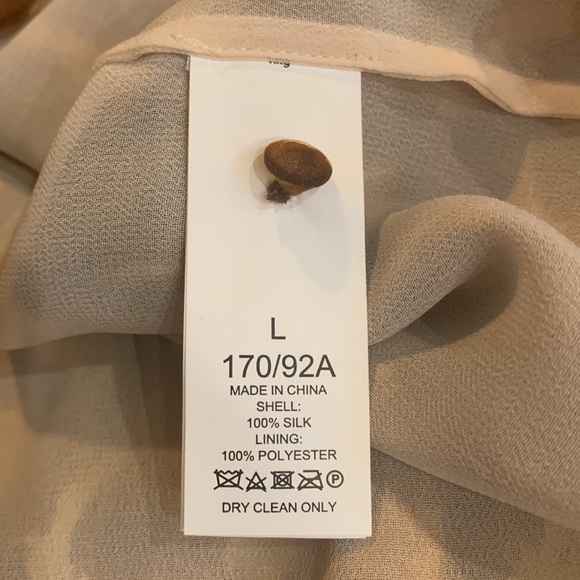 L
170/92A
MADE IN CHINA
SHELL:
100% SILK
LINING:
100% POLYESTER
P
DRY CLEAN ONLY